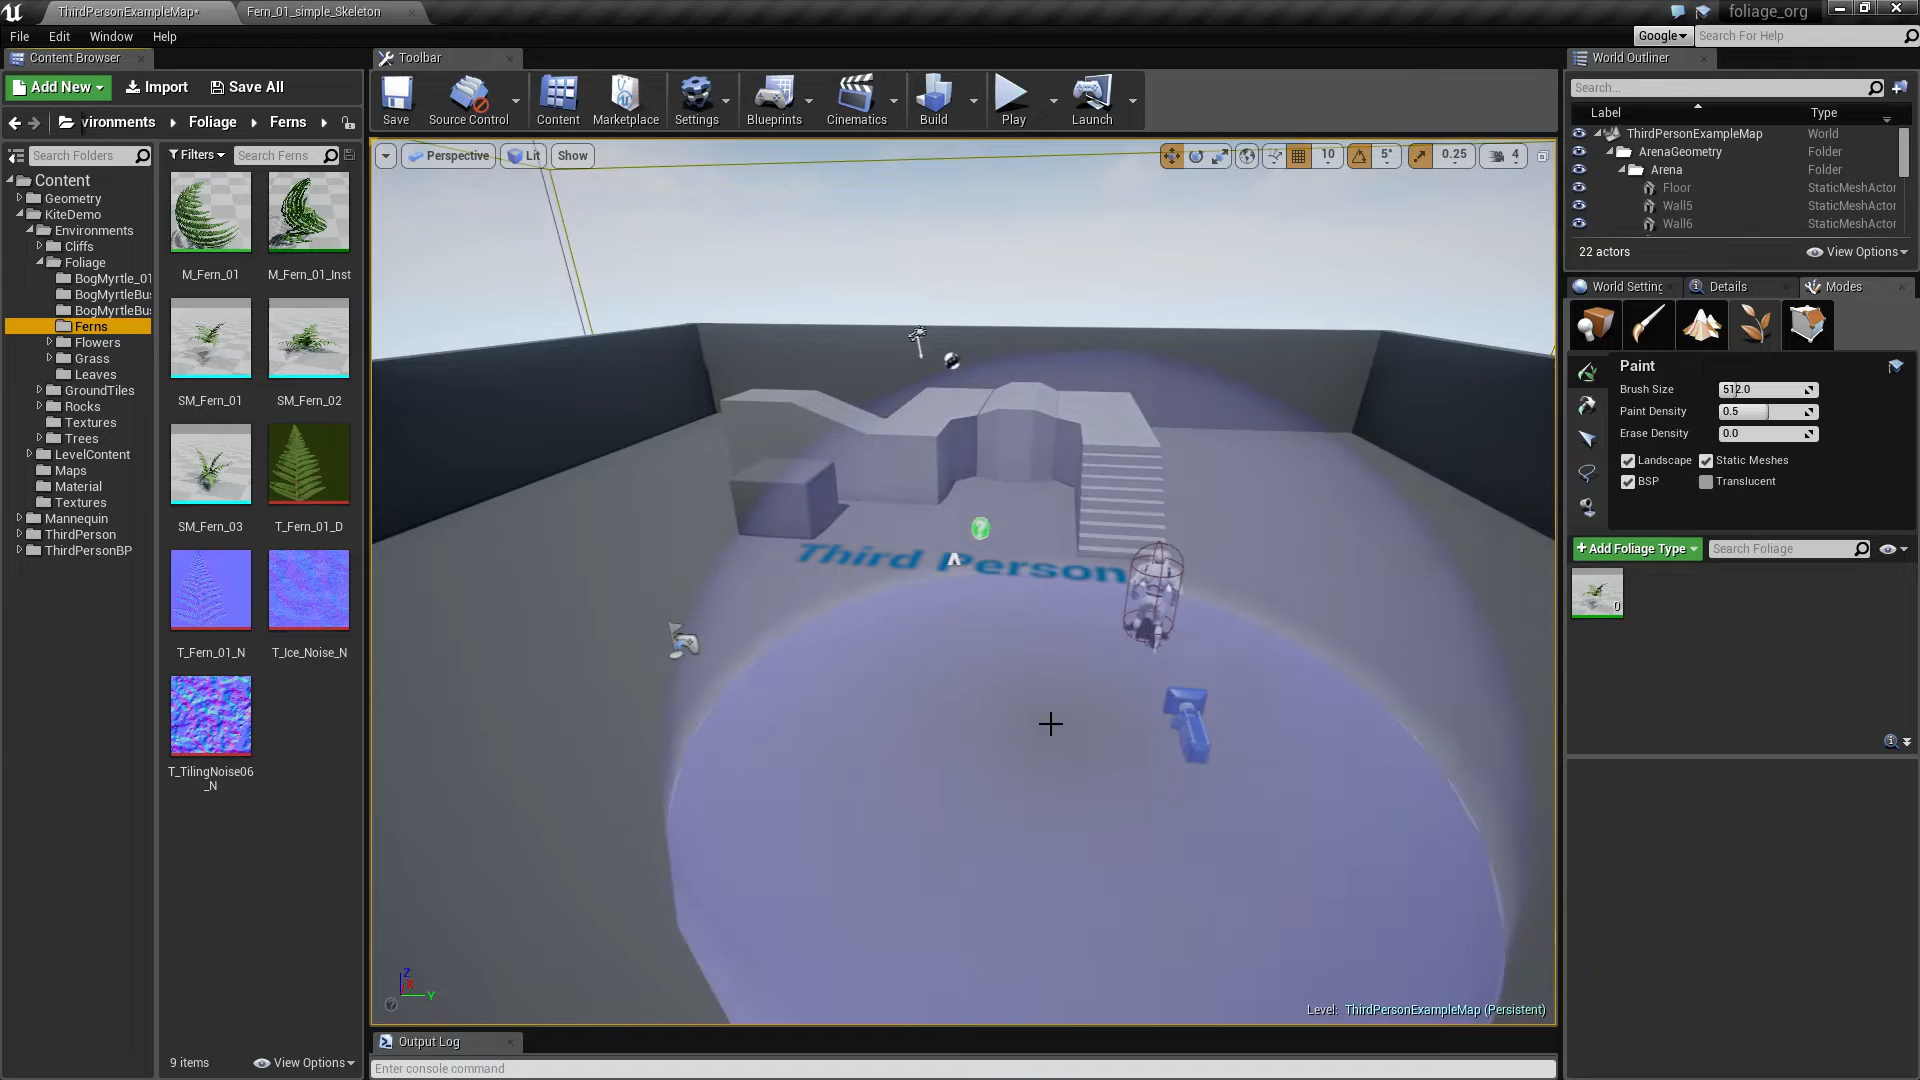 ThirdPersonExampleMap*
Fern_01_simple_Skeleton
foliage_org
File Edit Window Help
Google
Search For Help
Content Browser
Toolbar
World Outliner
Add New
Import
Save All
Save
Source Control
Content
Marketplace
Settings
Blueprints
Cinematics
Build
Play
Launch
Search...
Label
Type
vironments
Foliage
Ferns
Search Folders
Filters
Search Ferns
Perspective
Lit
Show
10
5°
0.25
4
Content
Geometry
KiteDemo
Environments
Cliffs
Foliage
BogMyrtle_01
BogMyrtleBu
BogMyrtleBu
Ferns
Flowers
Grass
Leaves
GroundTiles
Rocks
Textures
Trees
LevelContent
Maps
Material
Textures
Mannequin
ThirdPerson
ThirdPersonBP
M_Fern_01
M_Fern_01_Inst
SM_Fern_01
SM_Fern_02
SM_Fern_03
T_Fern_01_D
T_Fern_01_N
T_Ice_Noise_N
T_TilingNoise06
_N
9 items
View Options
Third Person
Z
X
Y
Level: ThirdPersonExampleMap (Persistent)
Output Log
Enter console command
ThirdPersonExampleMap World
ArenaGeometry Folder
Arena Folder
Floor StaticMeshActor
Wall5 StaticMeshActor
Wall6 StaticMeshActor
22 actors
View Options
World Setting
Details
Modes
Paint
Brush Size 512.0
Paint Density 0.5
Erase Density 0.0
Landscape
Static Meshes
BSP
Translucent
Add Foliage Type
Search Foliage
0